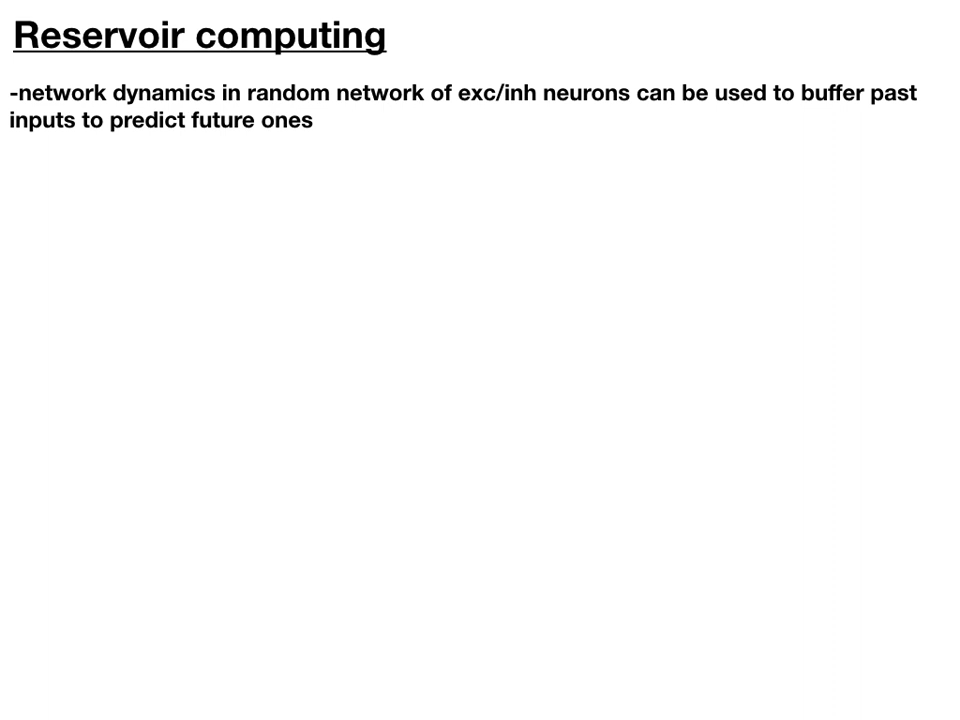 Reservoir computing
-network dynamics in random network of exc/inh neurons can be used to buffer past
inputs to predict future ones